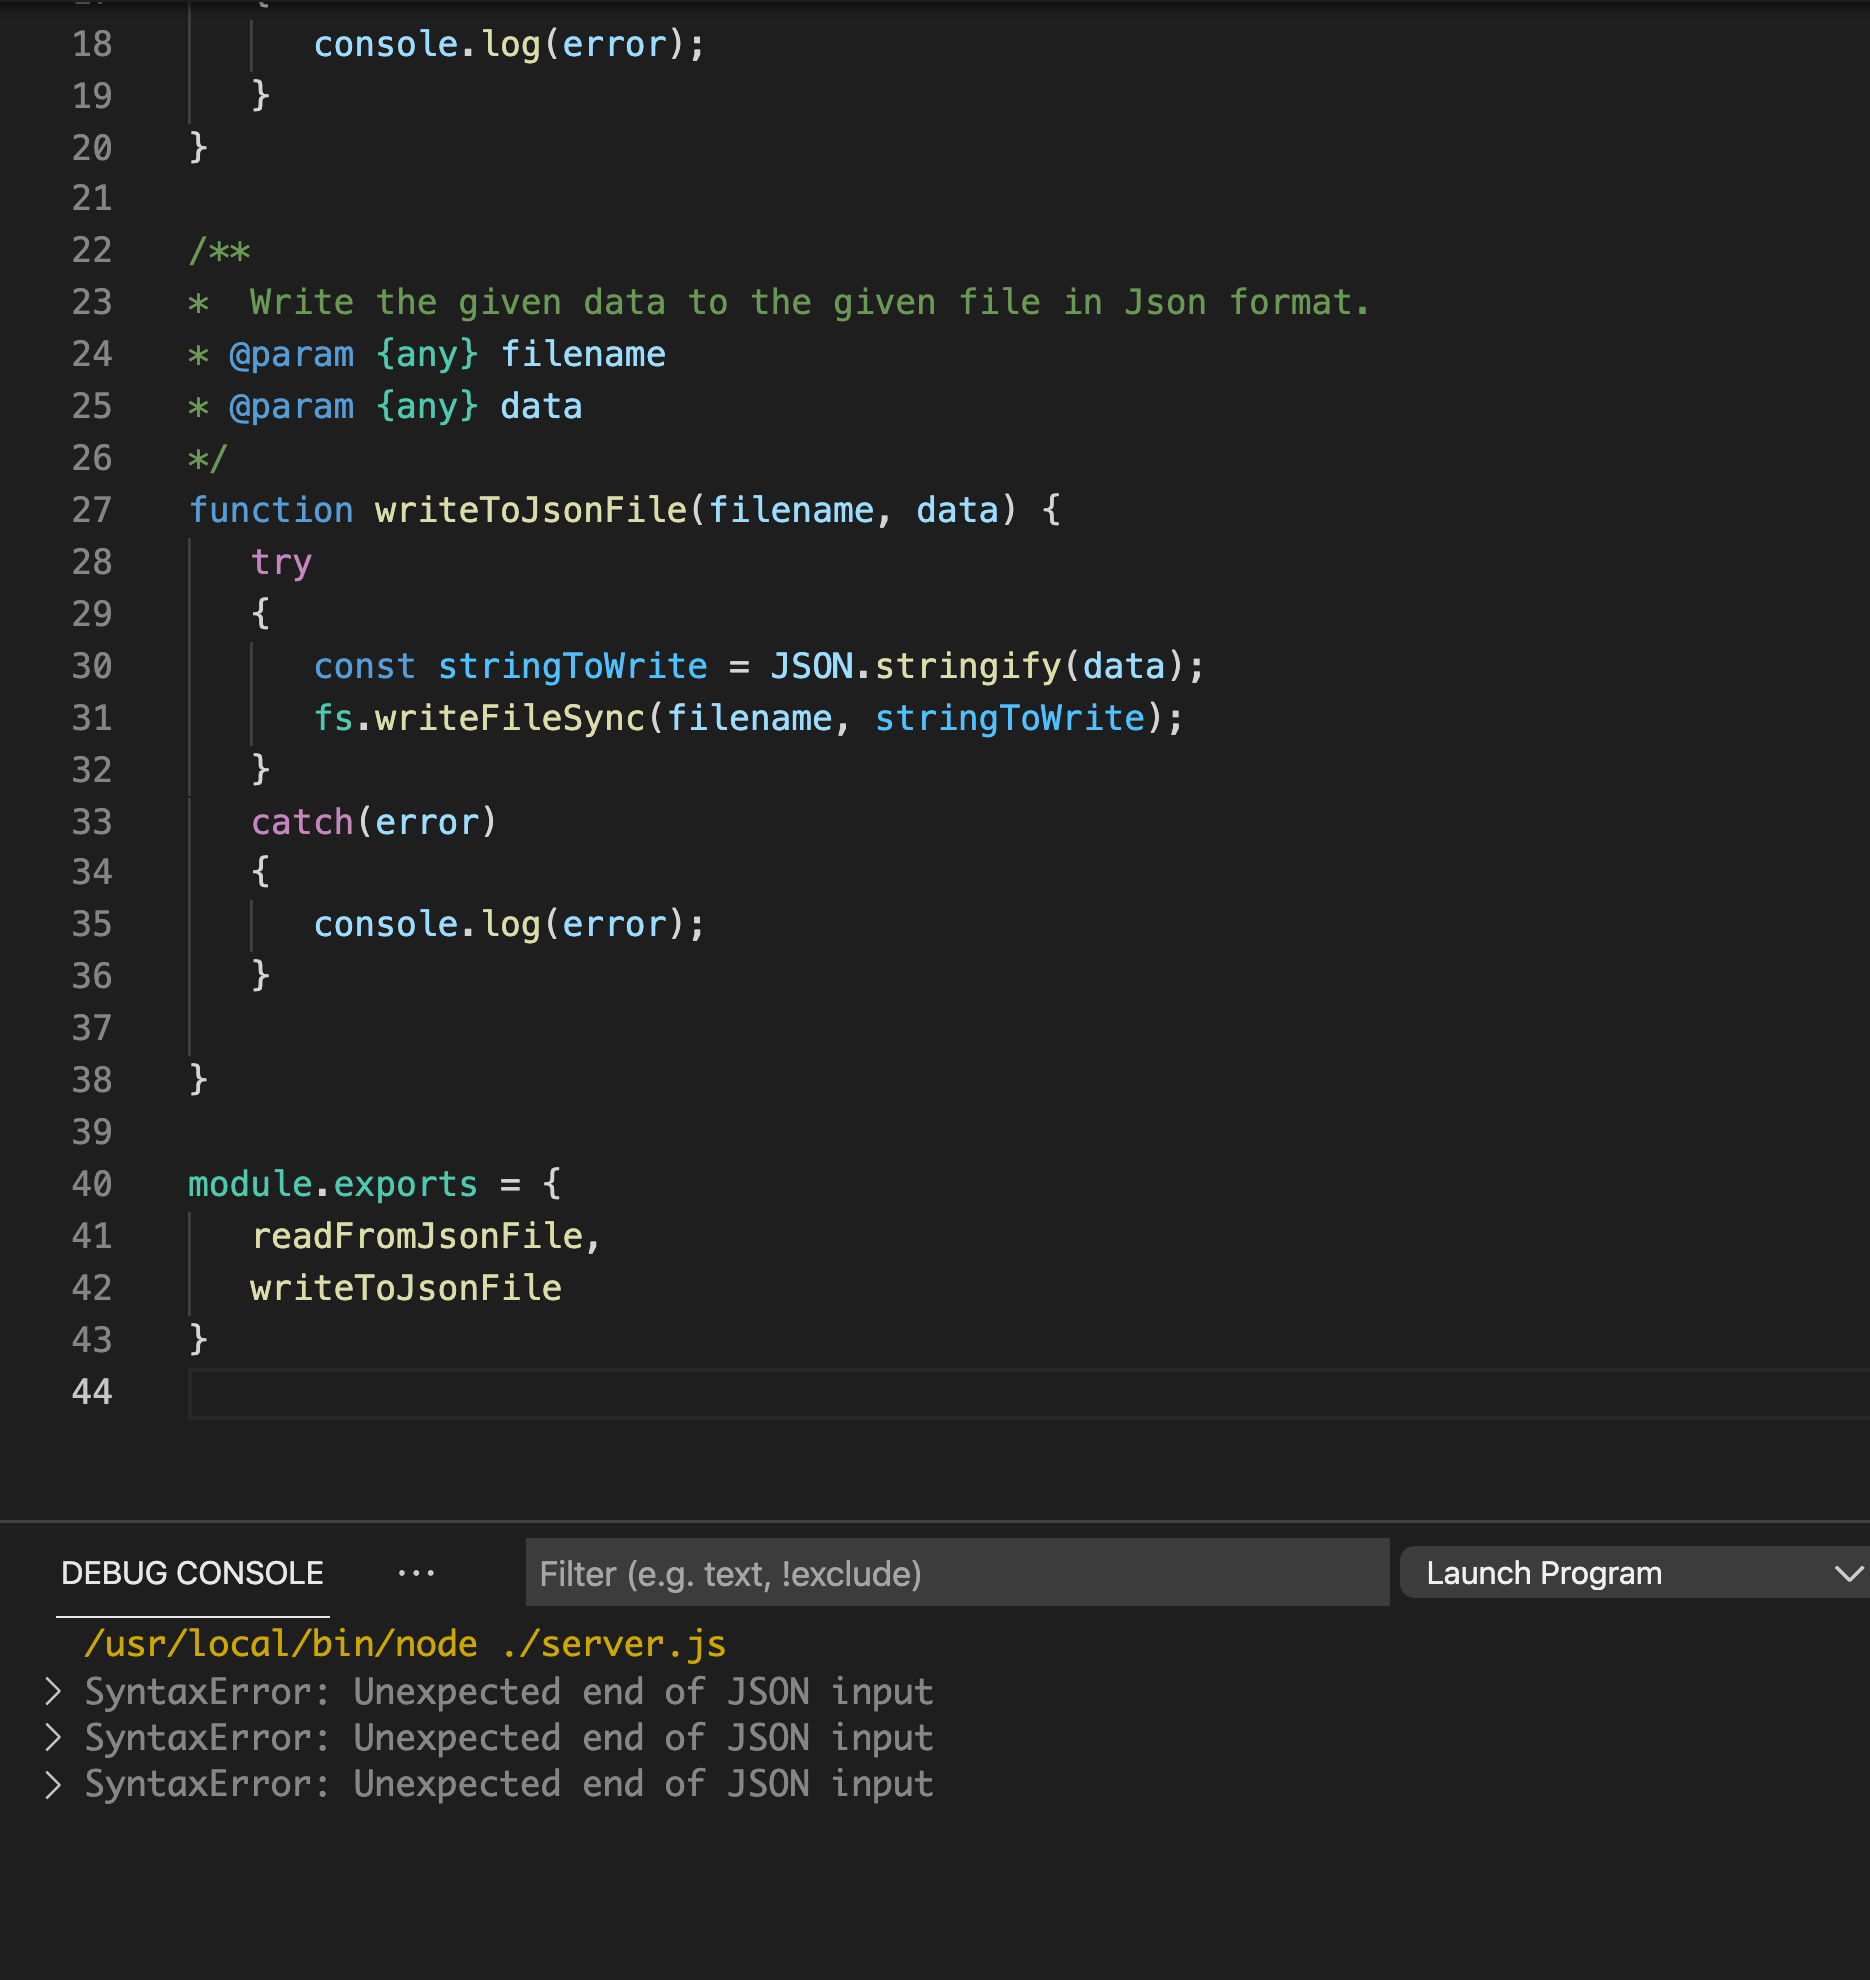 18 console.log(error);
19 }
20 }
21
22 /**
23 *  Write the given data to the given file in Json format.
24 * @param {any} filename
25 * @param {any} data
26 */
27 function writeToJsonFile(filename, data) {
28 try
29 {
30 const stringToWrite = JSON.stringify(data);
31 fs.writeFileSync(filename, stringToWrite);
32 }
33 catch(error)
34 {
35 console.log(error);
36 }
37
38 }
39
40 module.exports = {
41 readFromJsonFile,
42 writeToJsonFile
43 }
44
DEBUG CONSOLE ··· Filter (e.g. text, !exclude) Launch Program
/usr/local/bin/node ./server.js
> SyntaxError: Unexpected end of JSON input
> SyntaxError: Unexpected end of JSON input
> SyntaxError: Unexpected end of JSON input